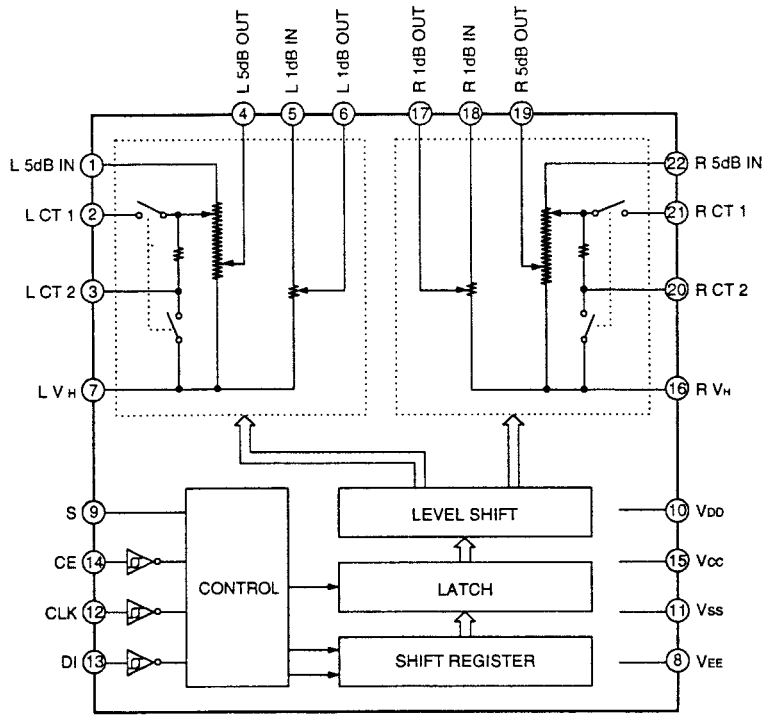 L 5dB OUT
L 1dB IN
L 1dB OUT
R 1dB OUT
R 1dB IN
R 5dB OUT
4
5
6
17
18
19
L 5dB IN 1
22 R 5dB IN
L CT 1 2
21 R CT 1
L CT 2 3
20 R CT 2
L VH 7
16 R VH
S 9
LEVEL SHIFT
10 VDD
CE 14
CONTROL
LATCH
15 VCC
CLK 12
11 VSS
DI 13
SHIFT REGISTER
8 VEE